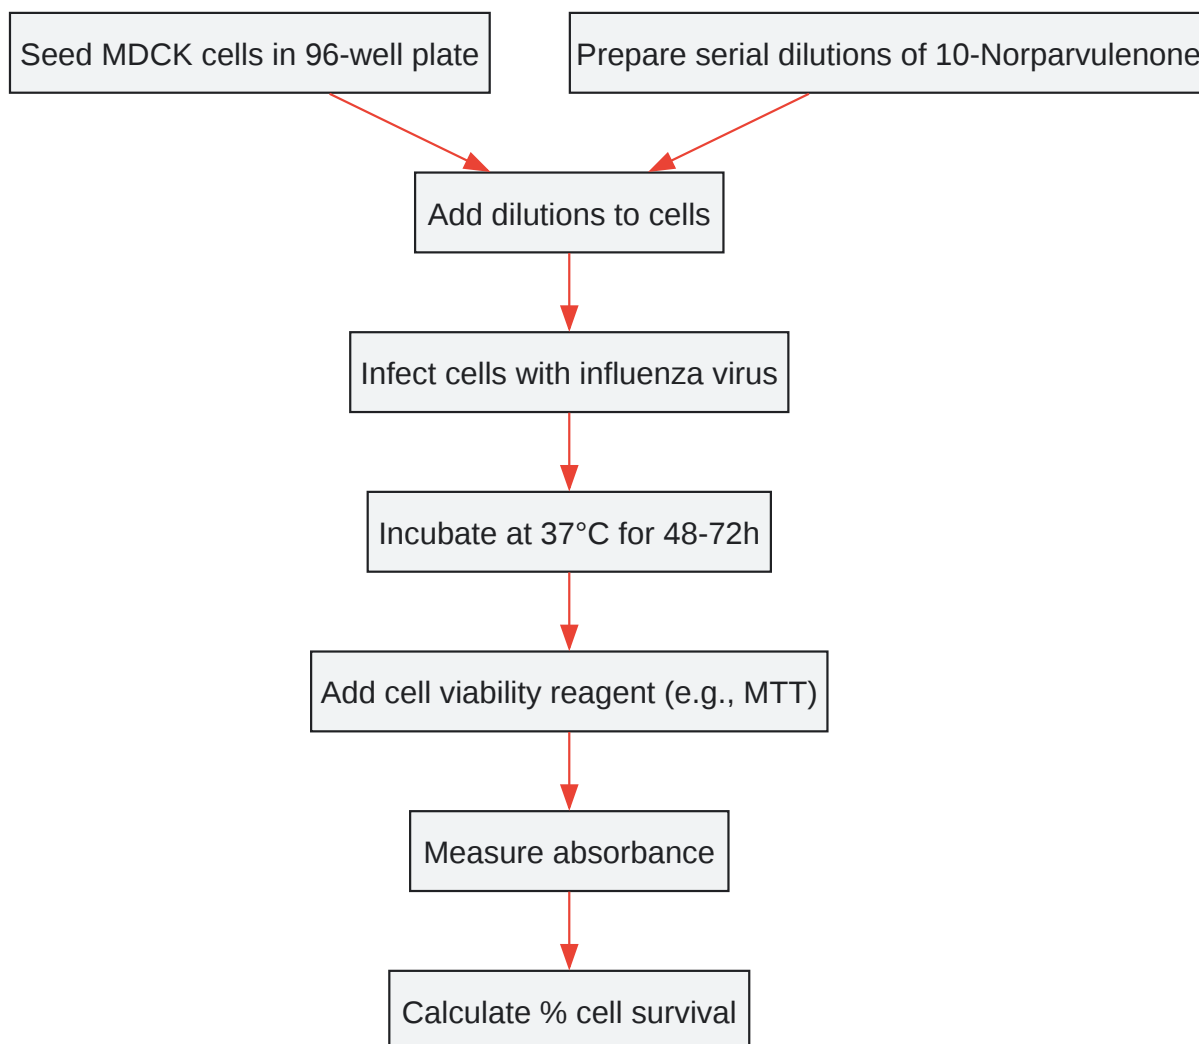 Seed MDCK cells in 96-well plate
Prepare serial dilutions of 10-Norparvulenone
Add dilutions to cells
Infect cells with influenza virus
Incubate at 37°C for 48-72h
Add cell viability reagent (e.g., MTT)
Measure absorbance
Calculate % cell survival